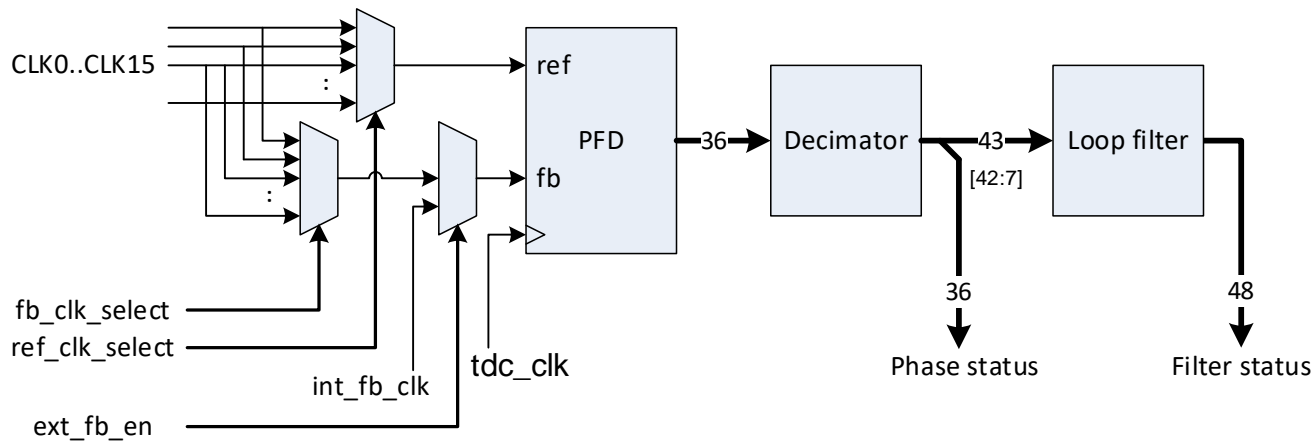 CLK0..CLK15
:
ref
PFD
fb
36
Decimator
43
[42:7]
Loop filter
:
fb_clk_select
ref_clk_select
int_fb_clk
tdc_clk
ext_fb_en
36
48
Phase status
Filter status